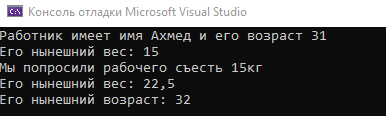 Консоль отладки Microsoft Visual Studio
Работник имеет имя Ахмед и его возраст 31
Его нынешний вес: 15
Мы попросили рабочего съесть 15кг
Его нынешний вес: 22,5
Его нынешний возраст: 32